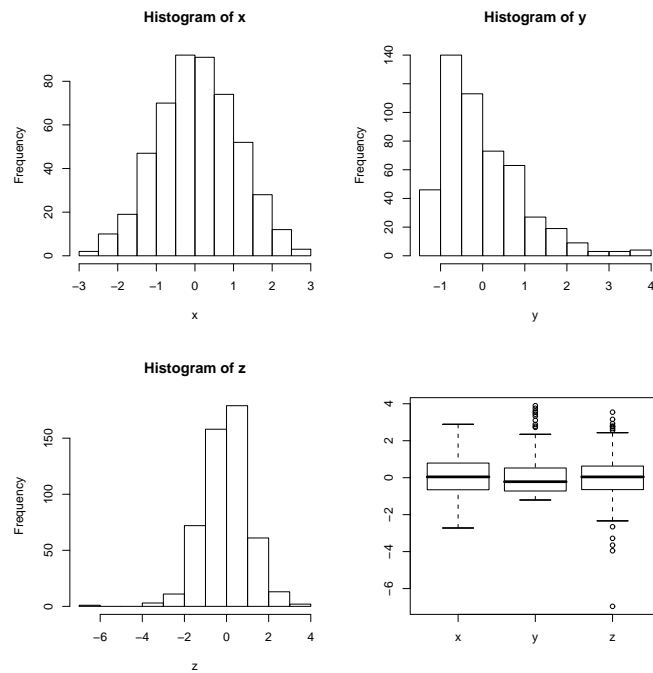 Histogram of x
Frequency
0 20 40 60 80
−3 −2 −1 0 1 2 3
x
Histogram of y
Frequency
0 20 40 60 80 100 140
−1 0 1 2 3 4
y
Histogram of z
Frequency
0 50 100 150
−6 −4 −2 0 2 4
z
−6 −4 −2 0 2 4
x y z